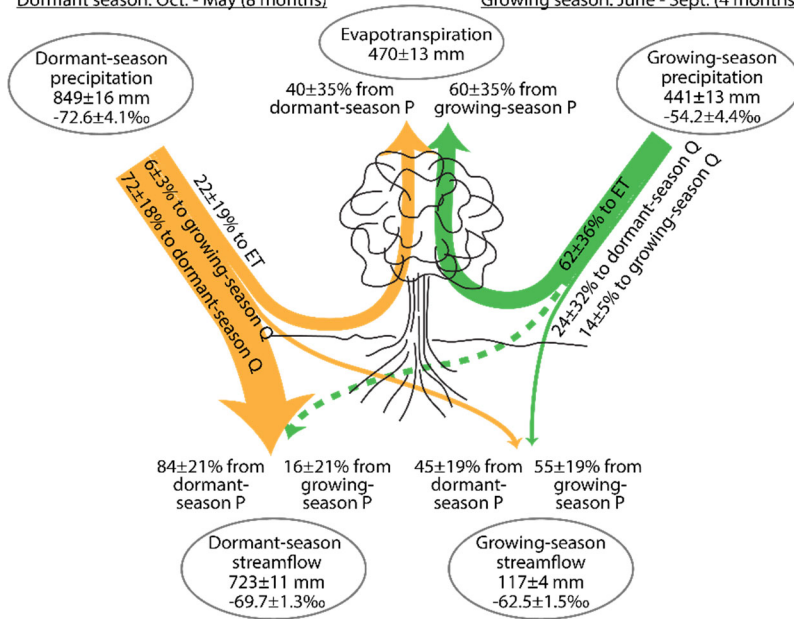 Dormant season: Oct. - May (8 months)
Growing season: June - Sept. (4 months
Evapotranspiration
470±13 mm
Dormant-season
precipitation
849±16 mm
-72.6±4.1‰
Growing-season
precipitation
441±13 mm
-54.2±4.4‰
40±35% from
dormant-season P
60±35% from
growing-season P
22±19% to ET
6±3% to growing-season Q
72±18% to dormant-season Q
62±36% to ET
24±32% to dormant-season Q
14±5% to growing-season Q
84±21% from
dormant-
season P
16±21% from
growing-
season P
45±19% from
dormant-
season P
55±19% from
growing-
season P
Dormant-season
streamflow
723±11 mm
-69.7±1.3‰
Growing-season
streamflow
117±4 mm
-62.5±1.5‰